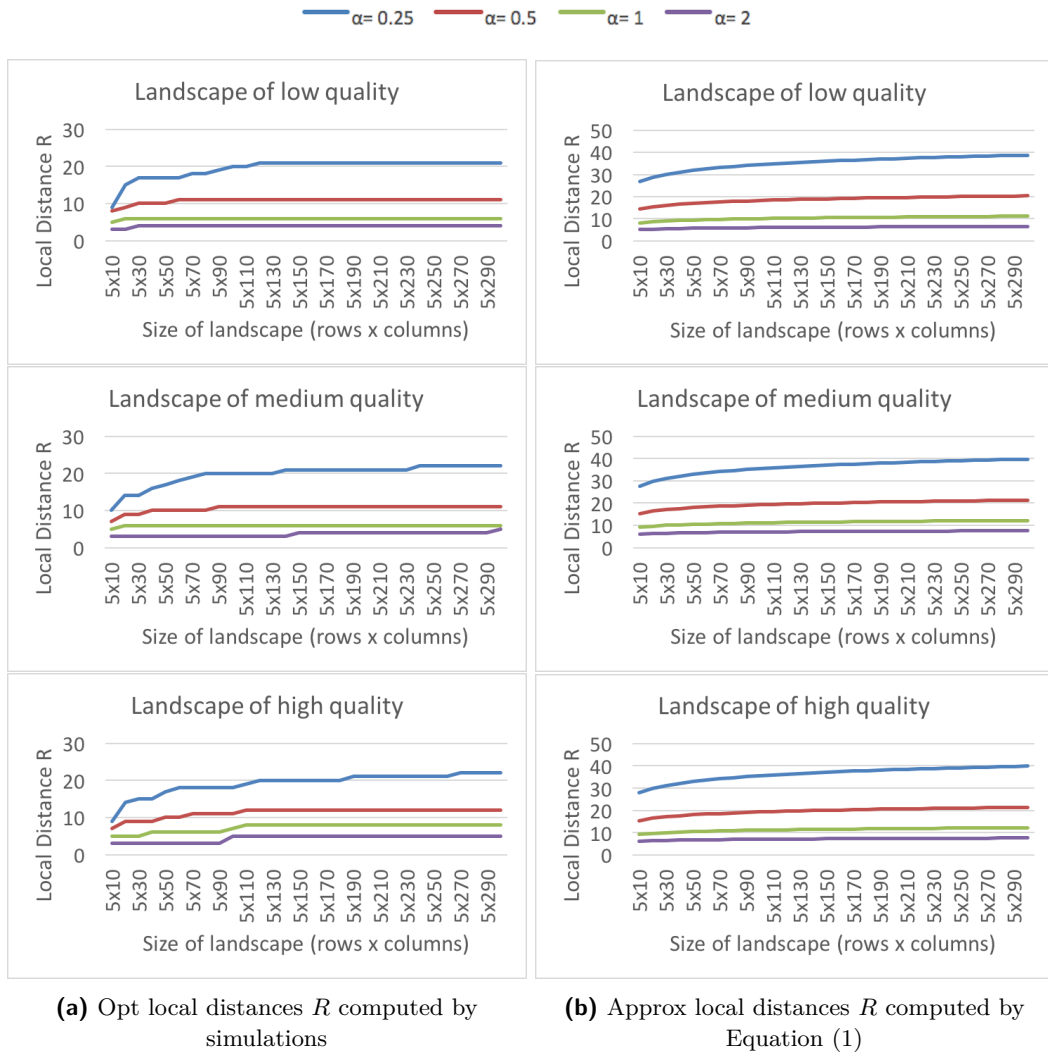 α= 0.25 α= 0.5 α= 1 α= 2
Landscape of low quality
Local Distance R
30
20
10
0
5x10 5x30 5x50 5x70 5x90 5x110 5x130 5x150 5x170 5x190 5x210 5x230 5x250 5x270 5x290
Size of landscape (rows x columns)
Landscape of low quality
Local Distance R
50
40
30
20
10
0
5x10 5x30 5x50 5x70 5x90 5x110 5x130 5x150 5x170 5x190 5x210 5x230 5x250 5x270 5x290
Size of landscape (rows x columns)
Landscape of medium quality
Local Distance R
30
20
10
0
5x10 5x30 5x50 5x70 5x90 5x110 5x130 5x150 5x170 5x190 5x210 5x230 5x250 5x270 5x290
Size of landscape (rows x columns)
Landscape of medium quality
Local Distance R
50
40
30
20
10
0
5x10 5x30 5x50 5x70 5x90 5x110 5x130 5x150 5x170 5x190 5x210 5x230 5x250 5x270 5x290
Size of landscape (rows x columns)
Landscape of high quality
Local Distance R
30
20
10
0
5x10 5x30 5x50 5x70 5x90 5x110 5x130 5x150 5x170 5x190 5x210 5x230 5x250 5x270 5x290
Size of landscape (rows x columns)
Landscape of high quality
Local Distance R
50
40
30
20
10
0
5x10 5x30 5x50 5x70 5x90 5x110 5x130 5x150 5x170 5x190 5x210 5x230 5x250 5x270 5x290
Size of landscape (rows x columns)
(a) Opt local distances R computed by
simulations
(b) Approx local distances R computed by
Equation (1)